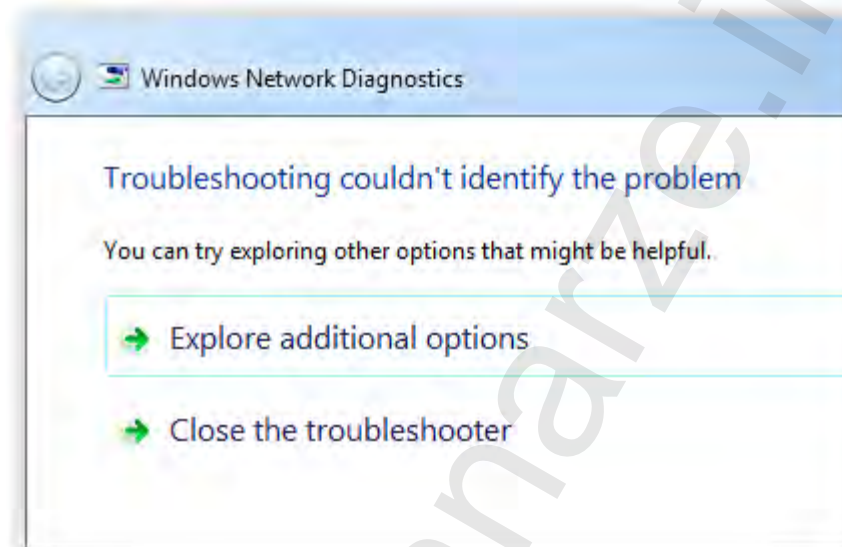 Windows Network Diagnostics
Troubleshooting couldn't identify the problem
You can try exploring other options that might be helpful.
Explore additional options
Close the troubleshooter